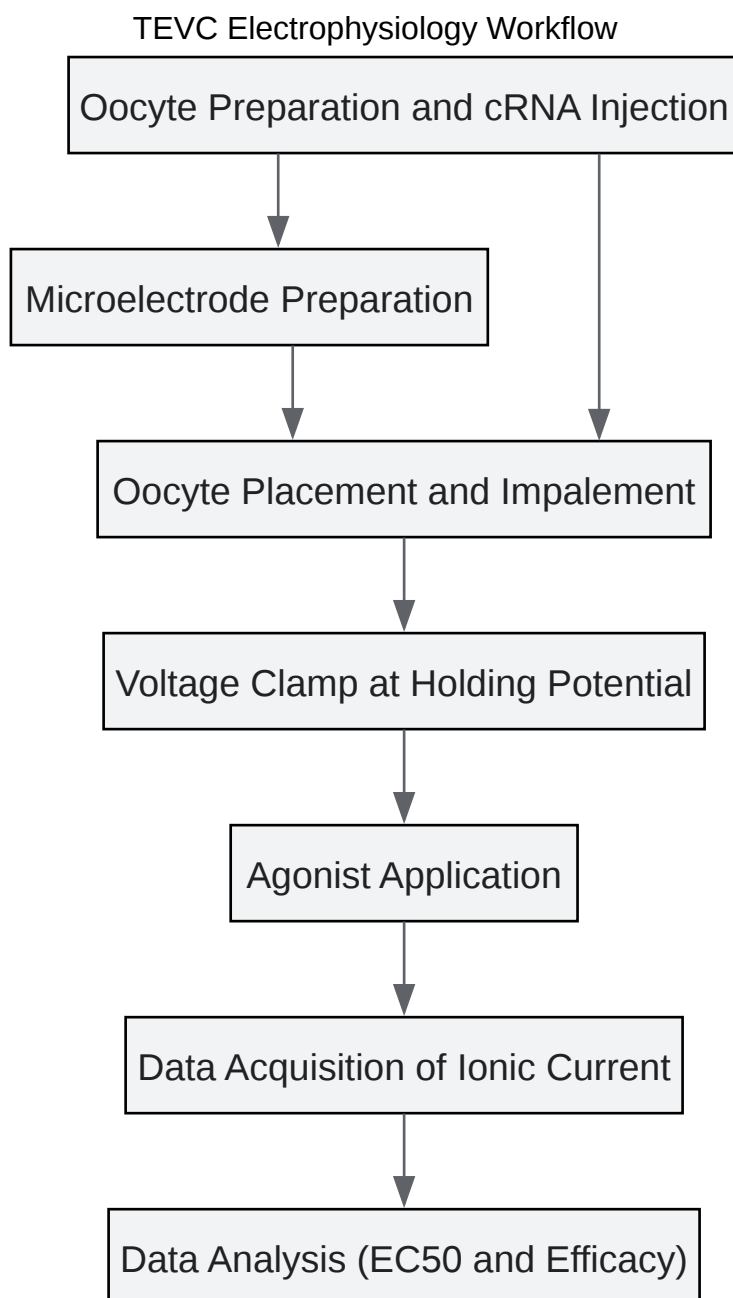 TEVC Electrophysiology Workflow
Oocyte Preparation and cRNA Injection
Microelectrode Preparation
Oocyte Placement and Impalement
Voltage Clamp at Holding Potential
Agonist Application
Data Acquisition of Ionic Current
Data Analysis (EC50 and Efficacy)